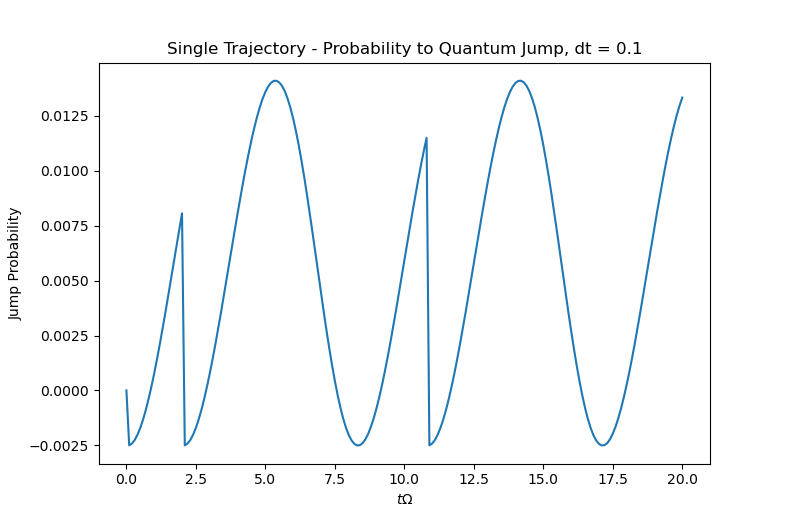 Single Trajectory - Probability to Quantum Jump, dt = 0.1
0.0125
0.0100
0.0075
0.0050
0.0025
0.0000
−0.0025
Jump Probability
0.0 2.5 5.0 7.5 10.0 12.5 15.0 17.5 20.0
tΩ